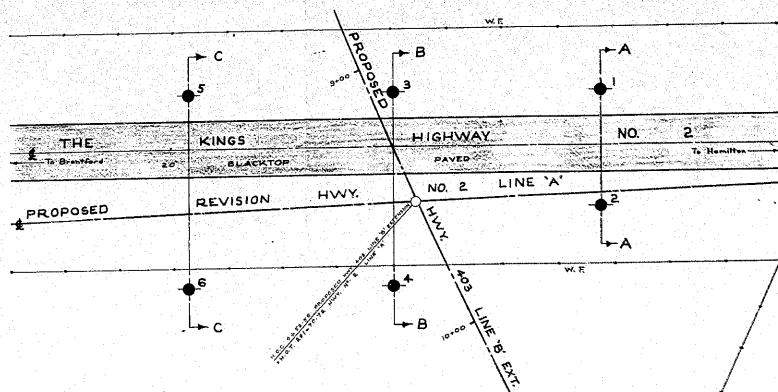 W.F.
C
B
A
5
3
1
9+00
PROPOSED
THE KINGS HIGHWAY NO. 2
To Brantford 20' BLACKTOP PAVED To Hamilton
PROPOSED REVISION HWY. NO. 2 LINE 'A'
2
A
HWY. 403 LINE 'B' EXT.
W.F.
6
4
C
B
10+00